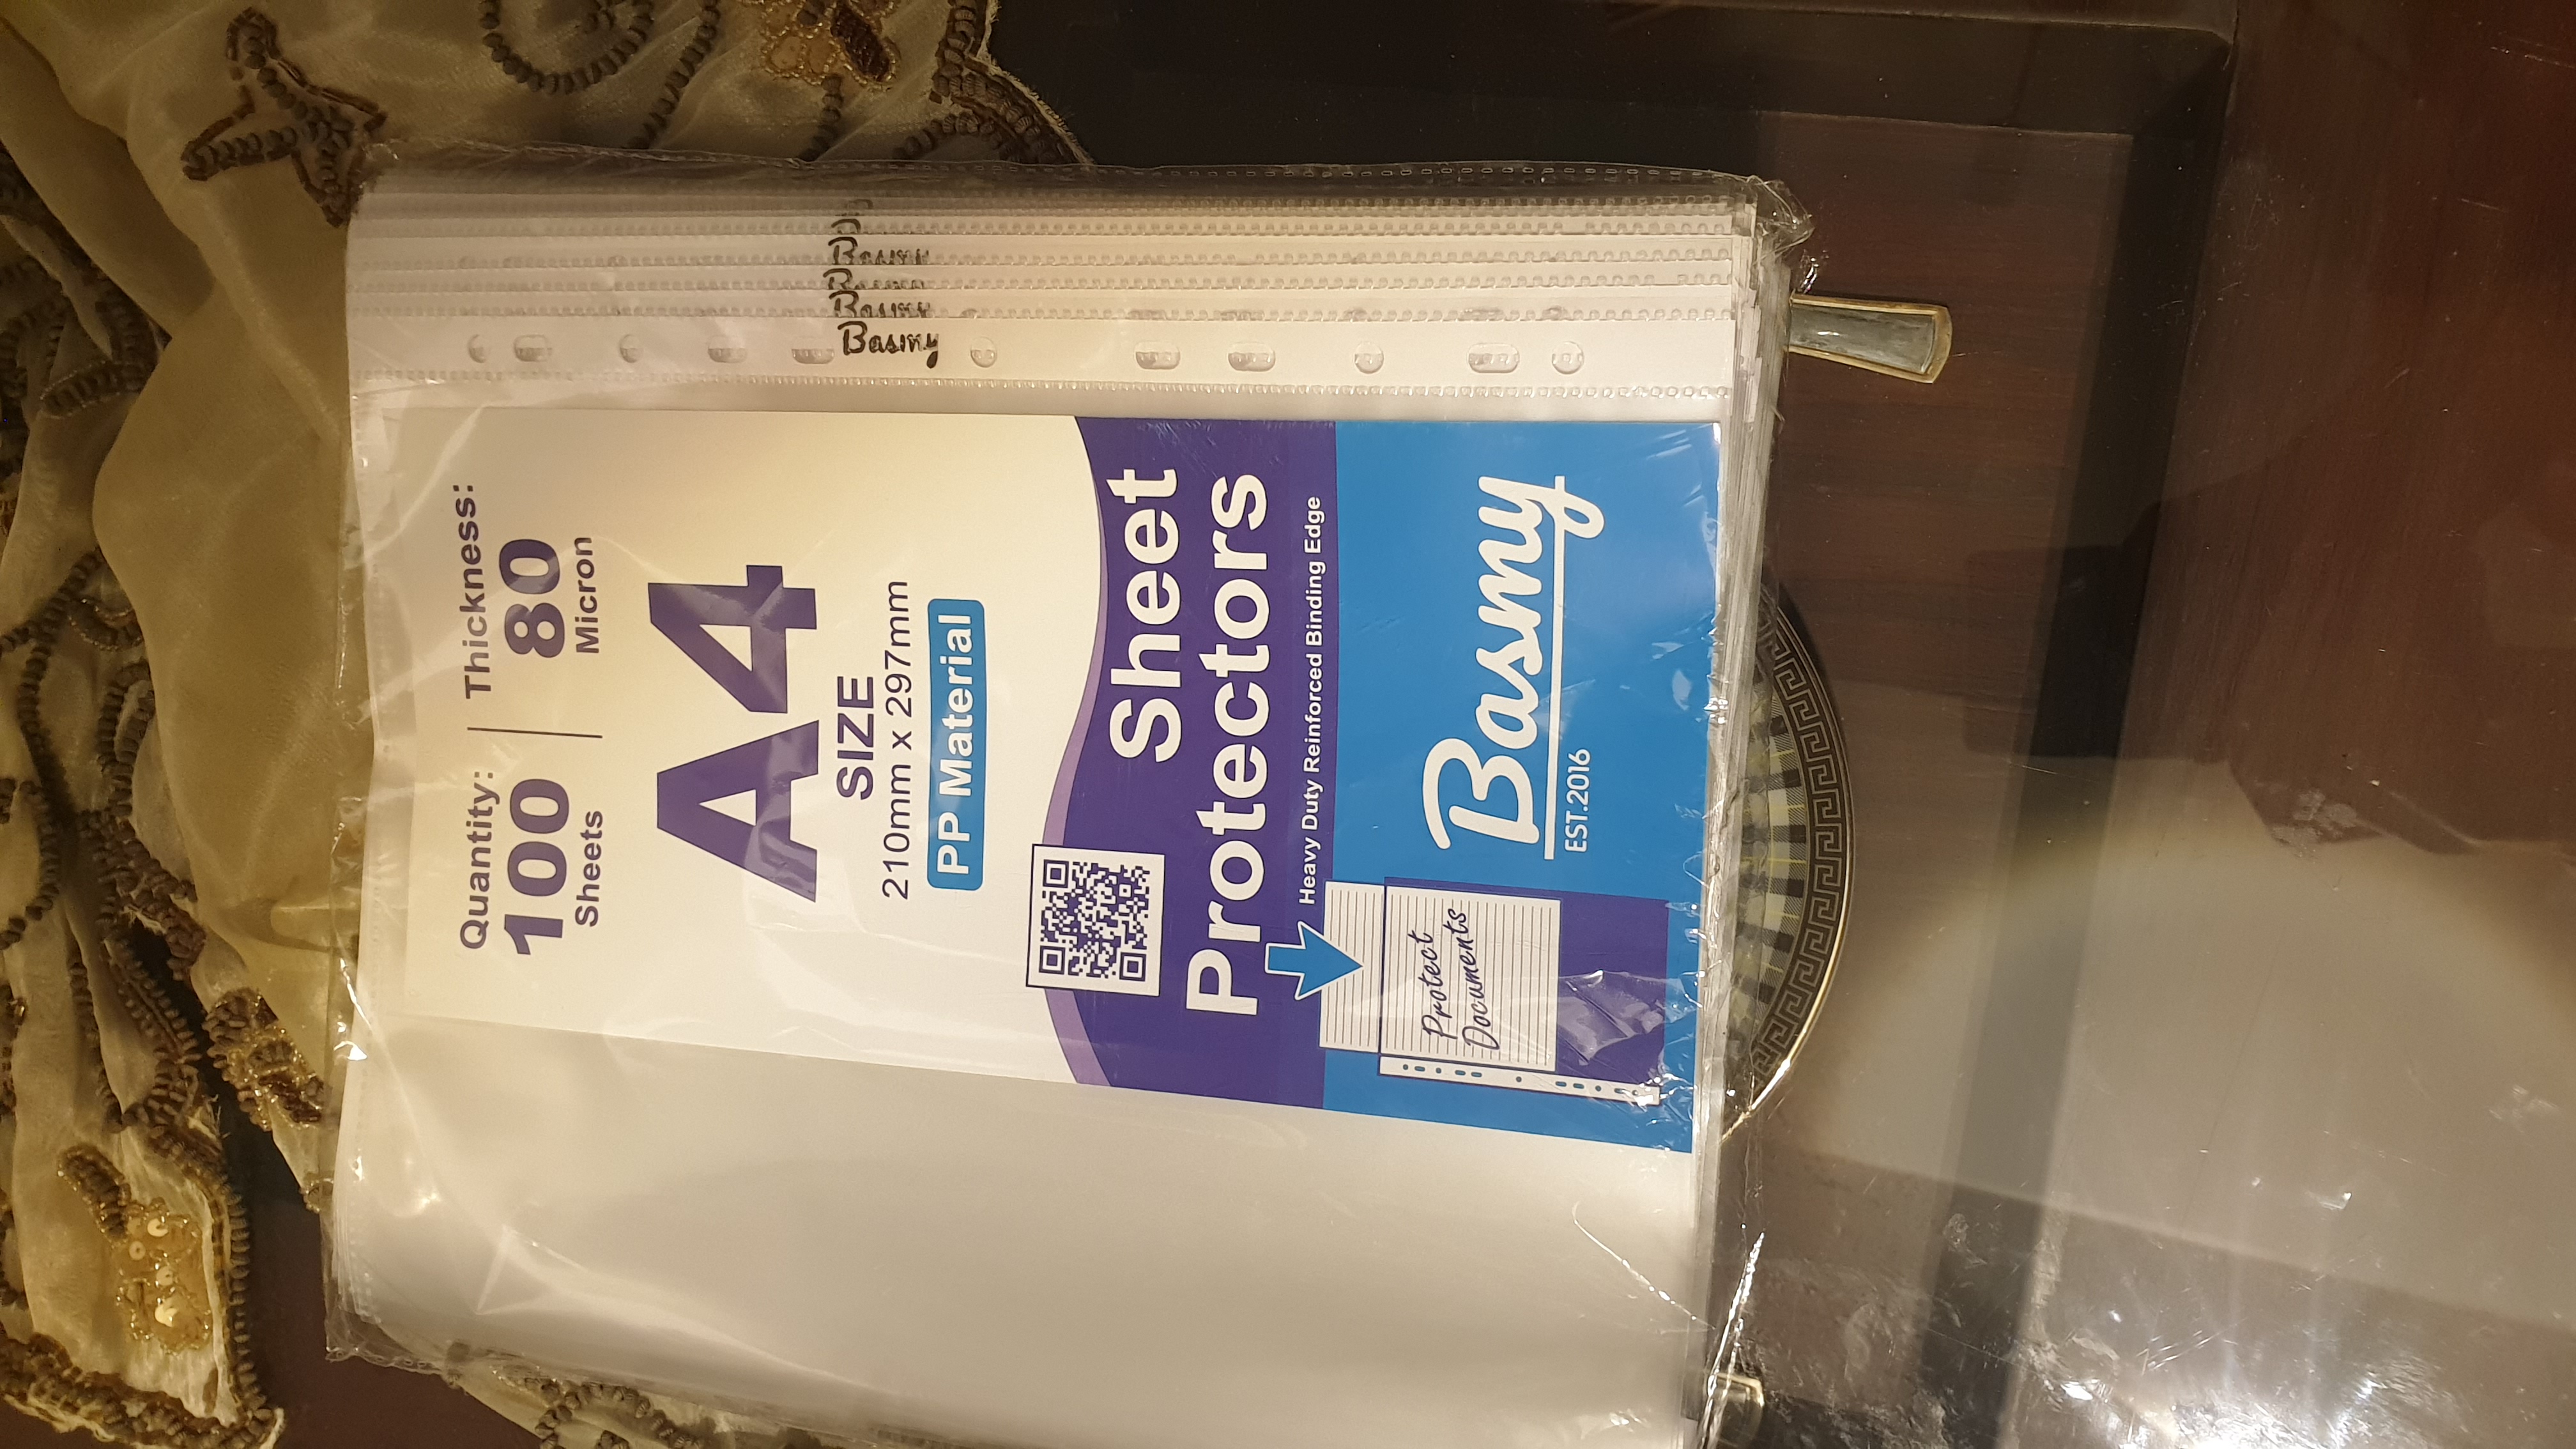 Quantity:
100
Sheets
Thickness:
80
Micron
A4
SIZE
210mm x 297mm
PP Material
Sheet
Protectors
Heavy Duty Reinforced Binding Edge
Basmy
EST.2016
Protect
Documents
Basmy
Basmy
Basmy
Basmy